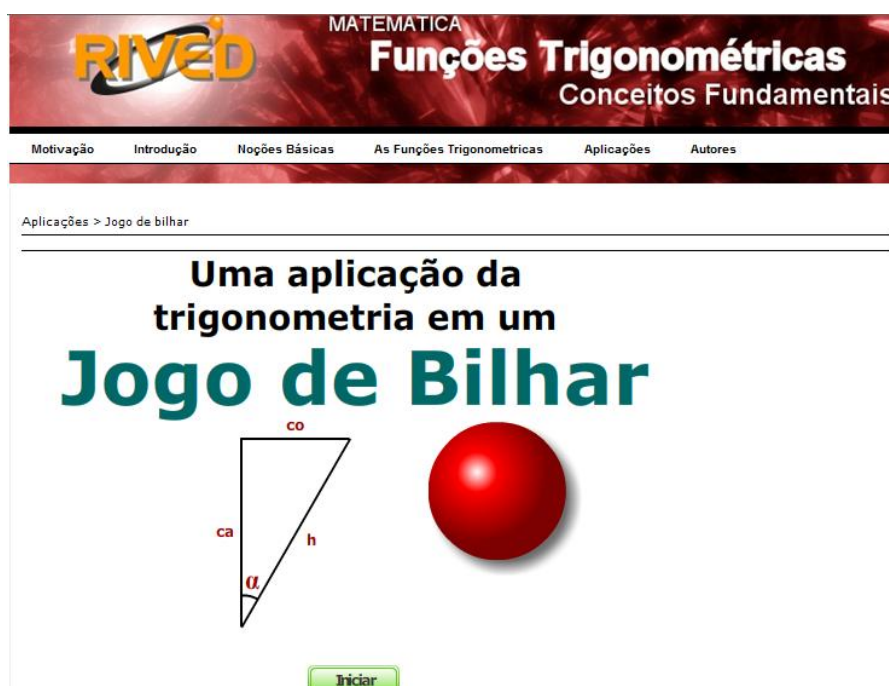 RIVED
MATEMATICA
Funções Trigonométricas
Conceitos Fundamentais
Motivação Introdução Noções Básicas As Funções Trigonometricas Aplicações Autores
Aplicações > Jogo de bilhar
Uma aplicação da
trigonometria em um
Jogo de Bilhar
co
ca
h
α
Iniciar